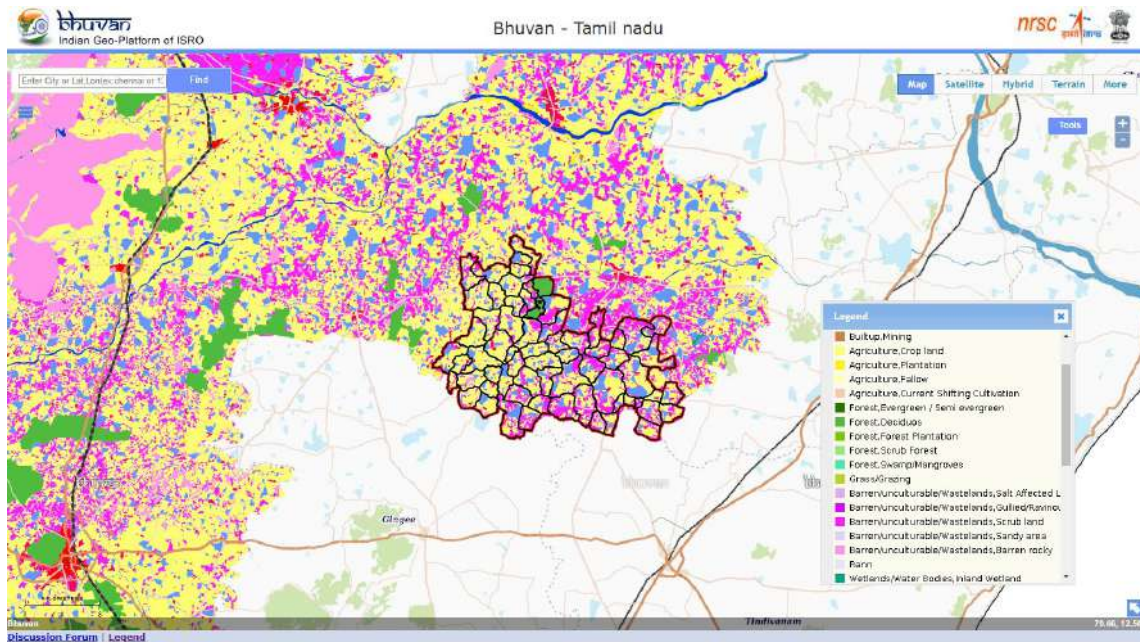 bhuvan
Indian Geo-Platform of ISRO
Bhuvan - Tamil nadu
nrsc
Find
Map Satellite Hybrid Terrain More
Tools
+
-
Legend
Builtup,Mining
Agriculture,Crop land
Agriculture,Plantation
Agriculture,Fallow
Agriculture,Current Shifting Cultivation
Forest,Evergreen / Semi evergreen
Forest,Deciduos
Forest,Forest Plantation
Forest,Scrub Forest
Forest,Swamp/Mangroves
Grass/Grazing
Barren/unculturable/Wastelands,Salt Affected L
Barren/unculturable/Wastelands,Gullied/Ravinou
Barren/unculturable/Wastelands,Scrub land
Barren/unculturable/Wastelands,Sandy area
Barren/unculturable/Wastelands,Barren rocky
Rann
Wetlands/Water Bodies,Inland Wetland
Gingee
Tindivanam
Bhuvan
Discussion Forum | Legend